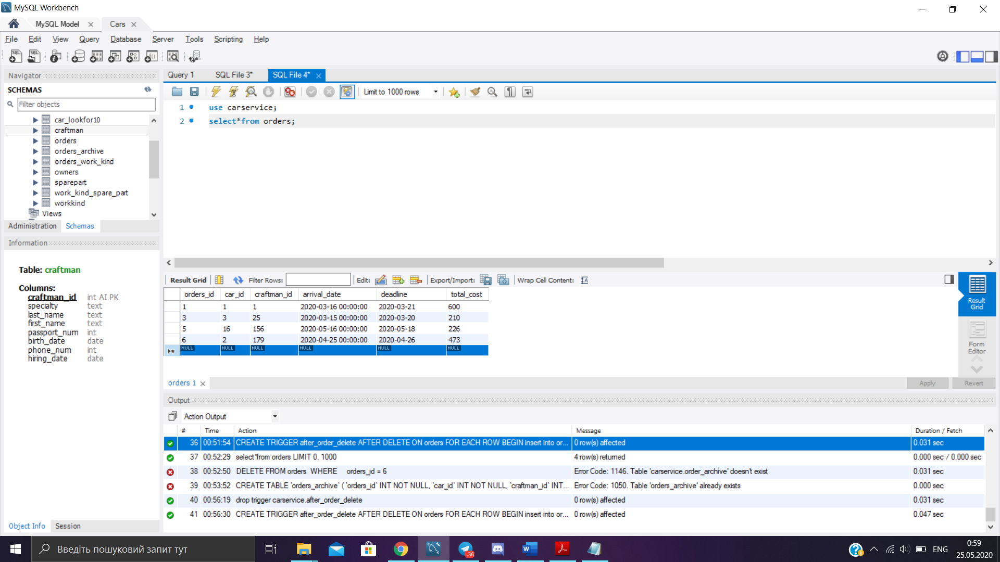 MySQL Workbench
MySQL Model
Cars
File Edit View Query Database Server Tools Scripting Help
Navigator
SCHEMAS
Filter objects
car_lookfor10
craftman
orders
orders_archive
orders_work_kind
owners
sparepart
work_kind_spare_part
workkind
Views
Administration Schemas
Information
Table: craftman
Columns:
craftman_id int AI PK
specialty text
last_name text
first_name text
passport_num int
birth_date date
phone_num int
hiring_date date
Object Info Session
Query 1 SQL File 3* SQL File 4*
Limit to 1000 rows
1 use carservice;
2 select*from orders;
Result Grid Filter Rows: Edit: Export/Import: Wrap Cell Content:
orders_id car_id craftman_id arrival_date deadline total_cost
1 1 1 2020-03-16 00:00:00 2020-03-21 600
3 3 25 2020-03-15 00:00:00 2020-03-20 210
5 16 156 2020-05-16 00:00:00 2020-05-18 226
6 2 179 2020-04-25 00:00:00 2020-04-26 473
NULL NULL NULL NULL NULL NULL
Result
Grid
Form
Editor
orders 1
Apply Revert
Output
Action Output
# Time Action Message Duration / Fetch
36 00:51:54 CREATE TRIGGER after_order_delete AFTER DELETE ON orders FOR EACH ROW BEGIN insert into or... 0 row(s) affected 0.031 sec
37 00:52:29 select*from orders LIMIT 0, 1000 4 row(s) returned 0.000 sec / 0.000 sec
38 00:52:50 DELETE FROM orders WHERE orders_id = 6 Error Code: 1146. Table 'carservice.order_archive' doesn't exist 0.031 sec
39 00:53:52 CREATE TABLE `orders_archive` ( `orders_id` INT NOT NULL, `car_id` INT NOT NULL, `craftman_id` INT... Error Code: 1050. Table 'orders_archive' already exists 0.000 sec
40 00:56:19 drop trigger carservice.after_order_delete 0 row(s) affected 0.031 sec
41 00:56:30 CREATE TRIGGER after_order_delete AFTER DELETE ON orders FOR EACH ROW BEGIN insert into or... 0 row(s) affected 0.047 sec
Введіть пошуковий запит тут
..36
ENG
0:59
25.05.2020